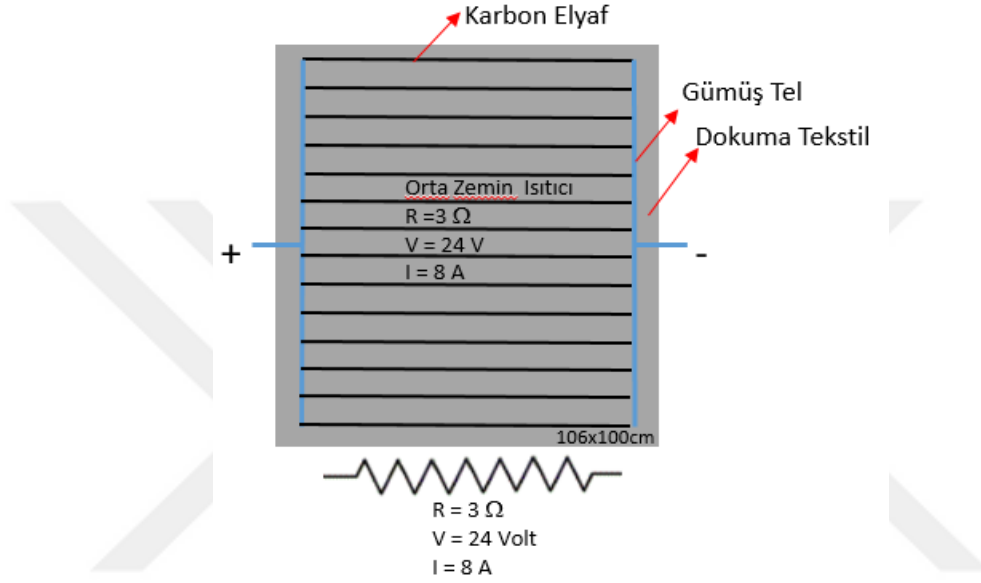 Karbon Elyaf
Gümüş Tel
Dokuma Tekstil
Orta Zemin Isıtıcı
R =3 Ω
V = 24 V
I = 8 A
+
-
106x100cm
R = 3 Ω
V = 24 Volt
I = 8 A